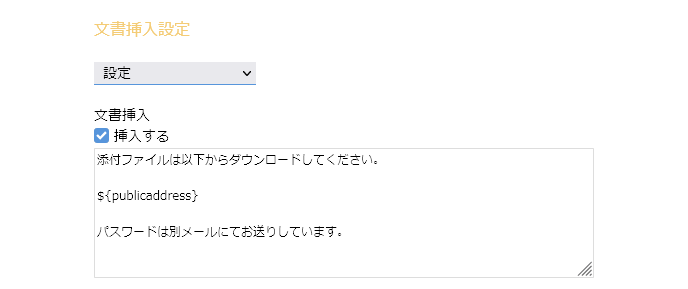 文書挿入設定
設定
文書挿入
挿入する
添付ファイルは以下からダウンロードしてください。
${publicaddress}
パスワードは別メールにてお送りしています。